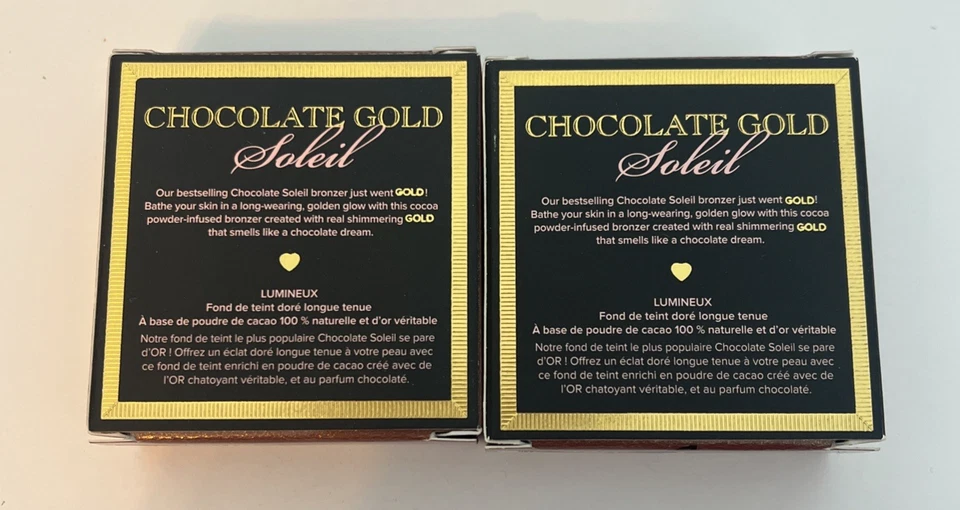 CHOCOLATE GOLD
Soleil
Our bestselling Chocolate Soleil bronzer just went GOLD!
Bathe your skin in a long-wearing, golden glow with this cocoa
powder-infused bronzer created with real shimmering GOLD
that smells like a chocolate dream.
LUMINEUX
Fond de teint doré longue tenue
À base de poudre de cacao 100 % naturelle et d'or véritable
Notre fond de teint le plus populaire Chocolate Soleil se pare
d'OR ! Offrez un éclat doré longue tenue à votre peau avec
ce fond de teint enrichi en poudre de cacao créé avec de
l'OR chatoyant véritable, et au parfum chocolaté.
CHOCOLATE GOLD
Soleil
Our bestselling Chocolate Soleil bronzer just went GOLD!
Bathe your skin in a long-wearing, golden glow with this cocoa
powder-infused bronzer created with real shimmering GOLD
that smells like a chocolate dream.
LUMINEUX
Fond de teint doré longue tenue
À base de poudre de cacao 100 % naturelle et d'or véritable
Notre fond de teint le plus populaire Chocolate Soleil se pare
d'OR ! Offrez un éclat doré longue tenue à votre peau avec
ce fond de teint enrichi en poudre de cacao créé avec de
l'OR chatoyant véritable, et au parfum chocolaté.